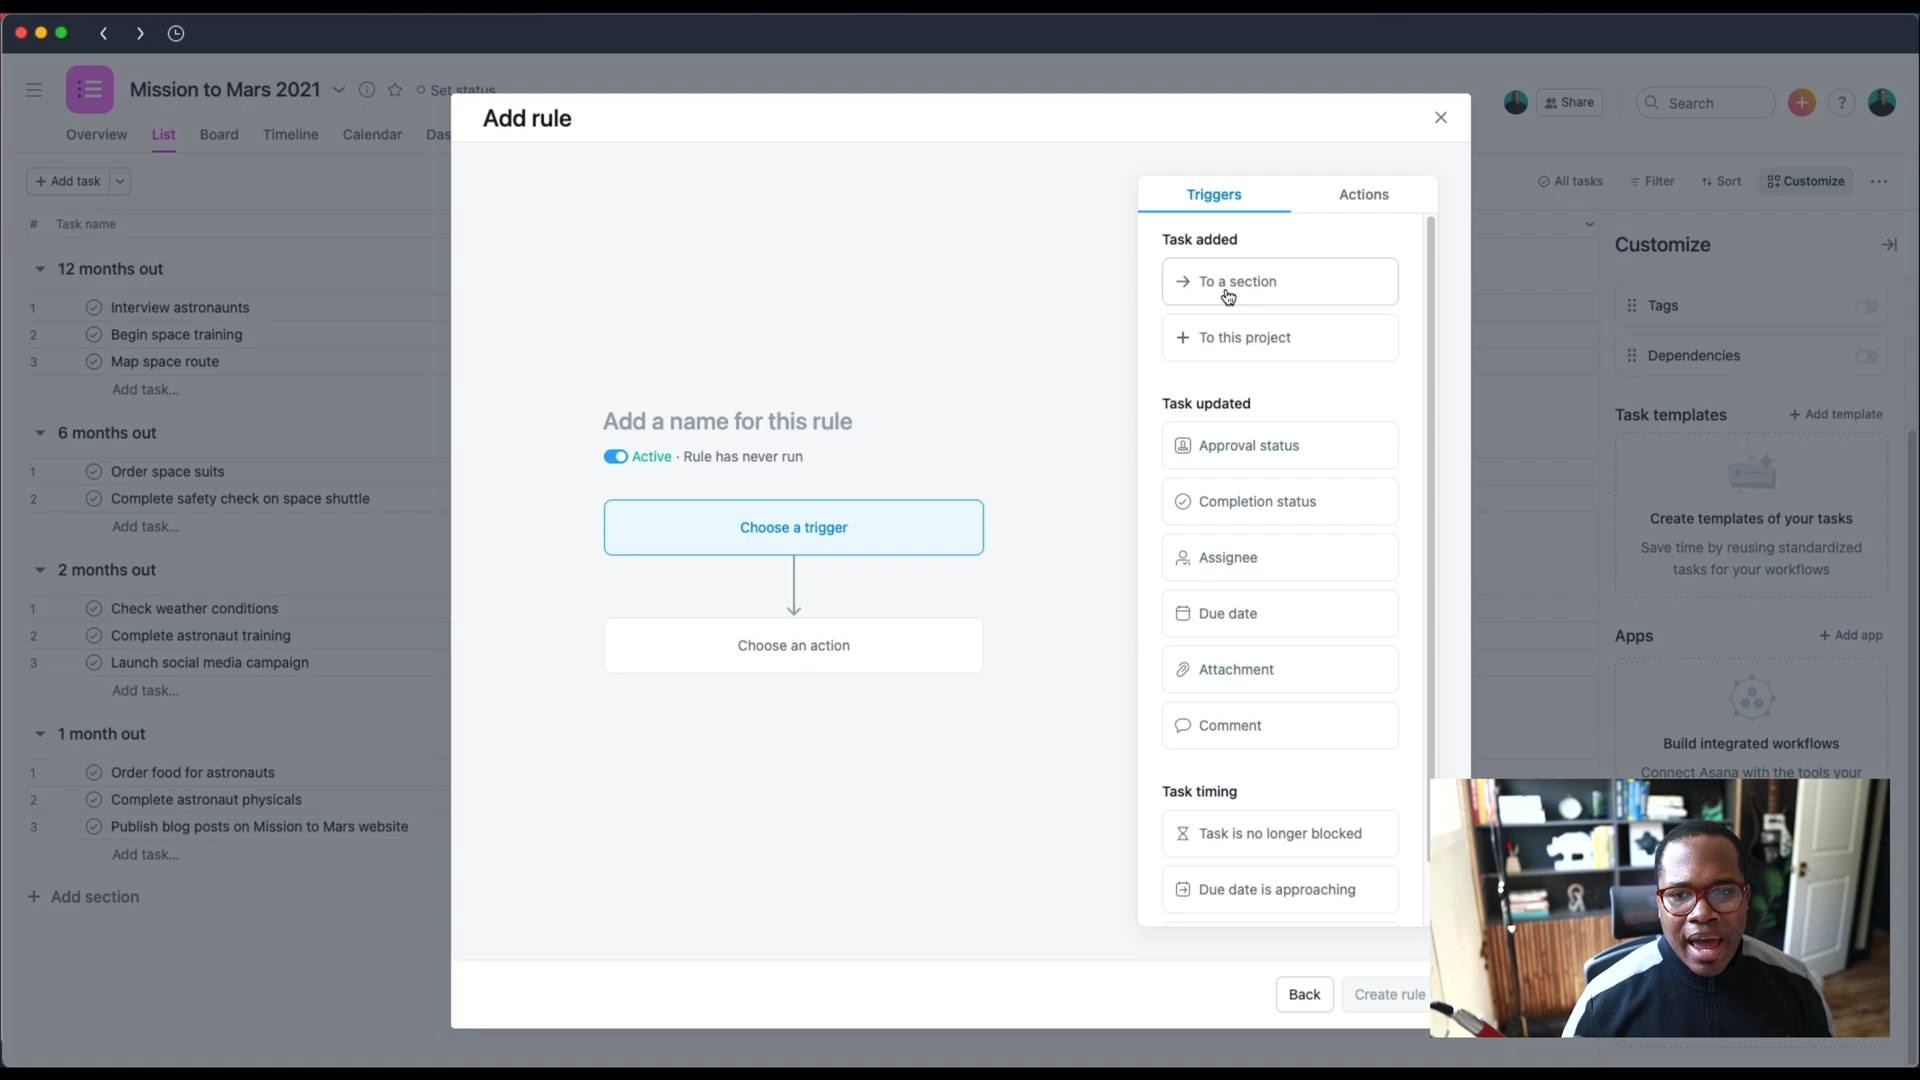 Mission to Mars 2021
Set status
Share
Search
?
Overview
List
Board
Timeline
Calendar
Das
+ Add task
All tasks
Filter
Sort
Customize
# Task name
12 months out
1 Interview astronaunts
2 Begin space training
3 Map space route
Add task...
6 months out
1 Order space suits
2 Complete safety check on space shuttle
Add task...
2 months out
1 Check weather conditions
2 Complete astronaut training
3 Launch social media campaign
Add task...
1 month out
1 Order food for astronauts
2 Complete astronaut physicals
3 Publish blog posts on Mission to Mars website
Add task...
+ Add section
Add rule
Add a name for this rule
Active · Rule has never run
Choose a trigger
Choose an action
Triggers
Actions
Task added
To a section
To this project
Task updated
Approval status
Completion status
Assignee
Due date
Attachment
Comment
Task timing
Task is no longer blocked
Due date is approaching
Back
Create rule
Customize
Tags
Dependencies
Task templates
+ Add template
Create templates of your tasks
Save time by reusing standardized
tasks for your workflows
Apps
+ Add app
Build integrated workflows
Connect Asana with the tools your